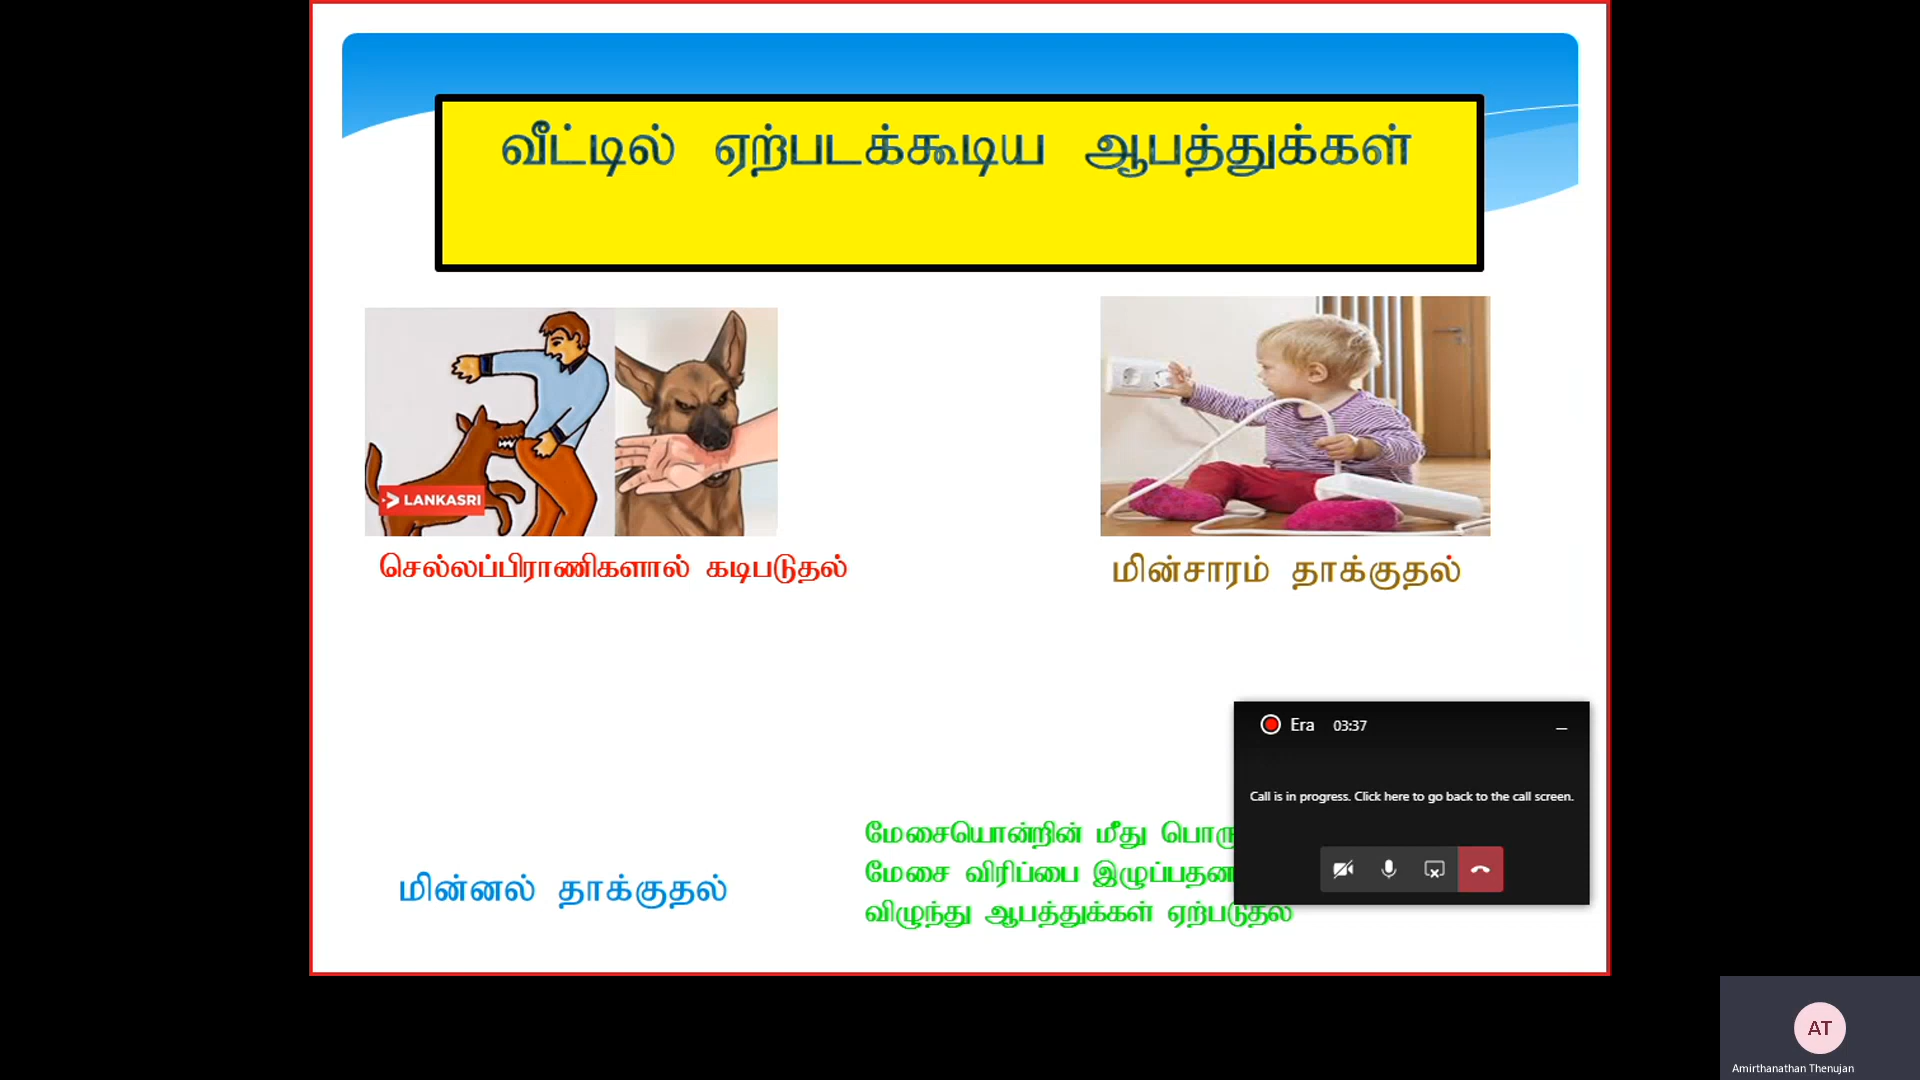 வீட்டில் ஏற்படக்கூடிய ஆபத்துக்கள்
LANKASRI
செல்லப்பிராணிகளால் கடிபடுதல்
மின்சாரம் தாக்குதல்
Era 03:37
Call is in progress. Click here to go back to the call screen.
மேசையொன்றின் மீது
மேசை விரிப்பை
விழுந்து ஆபத்துக்கள் ஏற்படுதல்
மின்னல் தாக்குதல்
AT
Amirthanathan Thenujan